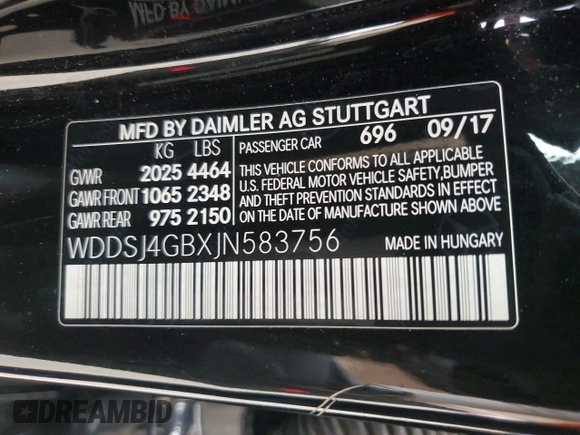 MFD BY DAIMLER AG STUTTGART
KG LBS PASSENGER CAR 696 09/17
GVWR 2025 4464
GAWR FRONT 1065 2348
GAWR REAR 975 2150
THIS VEHICLE CONFORMS TO ALL APPLICABLE
U.S. FEDERAL MOTOR VEHICLE SAFETY,BUMPER
AND THEFT PREVENTION STANDARDS IN EFFECT
ON THE DATE OF MANUFACTURE SHOWN ABOVE.
WDDSJ4GBXJN583756 MADE IN HUNGARY
DREAMBID